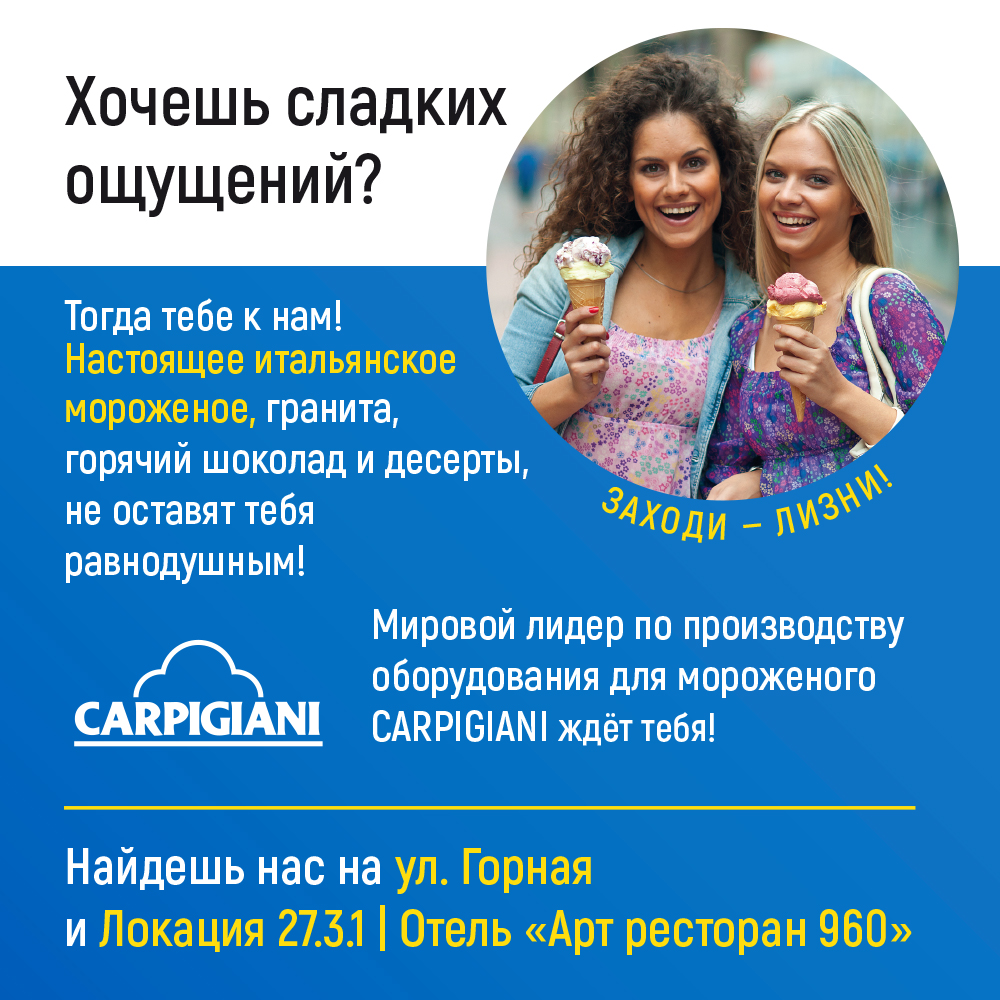 Хочешь сладких
ощущений?
Тогда тебе к нам!
Настоящее итальянское
мороженое, гранита,
горячий шоколад и десерты,
не оставят тебя
равнодушным!
ЗАХОДИ – ЛИЗНИ!
CARPIGIANI
Мировой лидер по производству
оборудования для мороженого
CARPIGIANI ждёт тебя!
Найдешь нас на ул. Горная
и Локация 27.3.1 | Отель «Арт ресторан 960»